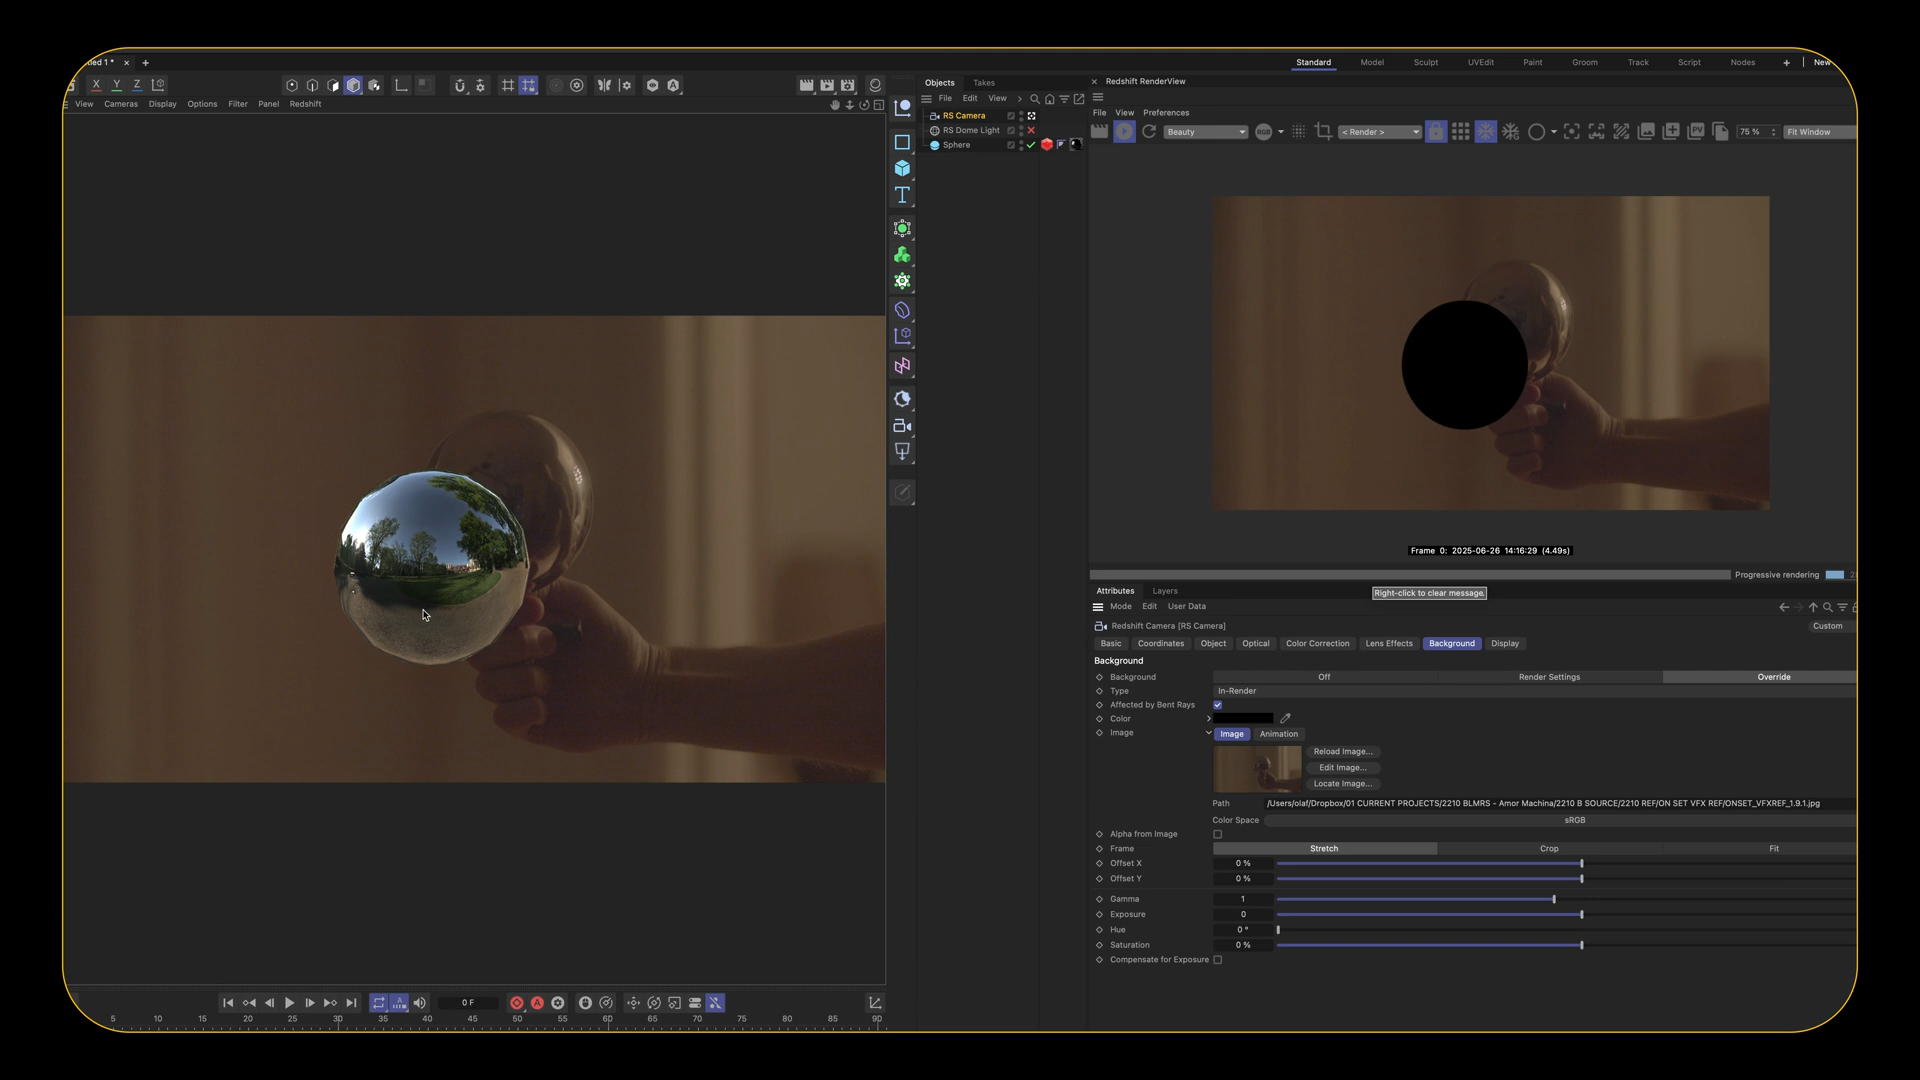 tled 1 * × +
Standard Model Sculpt UVEdit Paint Groom Track Script Nodes + New
X Y Z
View Cameras Display Options Filter Panel Redshift
Objects Takes
File Edit View
RS Camera
RS Dome Light
Sphere
Redshift RenderView
File View Preferences
Beauty RGB < Render > 75 % Fit Window
Frame 0: 2025-06-26 14:16:29 (4.49s)
Progressive rendering
Attributes Layers
Right-click to clear message.
Mode Edit User Data
Redshift Camera [RS Camera]
Custom
Basic Coordinates Object Optical Color Correction Lens Effects Background Display
Background
Background Off Render Settings Override
Type In-Render
Affected by Bent Rays
Color
Image Image Animation
Reload Image...
Edit Image...
Locate Image...
Path /Users/olaf/Dropbox/01 CURRENT PROJECTS/2210 BLMRS - Amor Machina/2210 B SOURCE/2210 REF/ON SET VFX REF/ONSET_VFXREF_1.9.1.jpg
Color Space sRGB
Alpha from Image
Frame Stretch Crop Fit
Offset X 0 %
Offset Y 0 %
Gamma 1
Exposure 0
Hue 0 °
Saturation 0 %
Compensate for Exposure
0 F
5 10 15 20 25 30 35 40 45 50 55 60 65 70 75 80 85 90